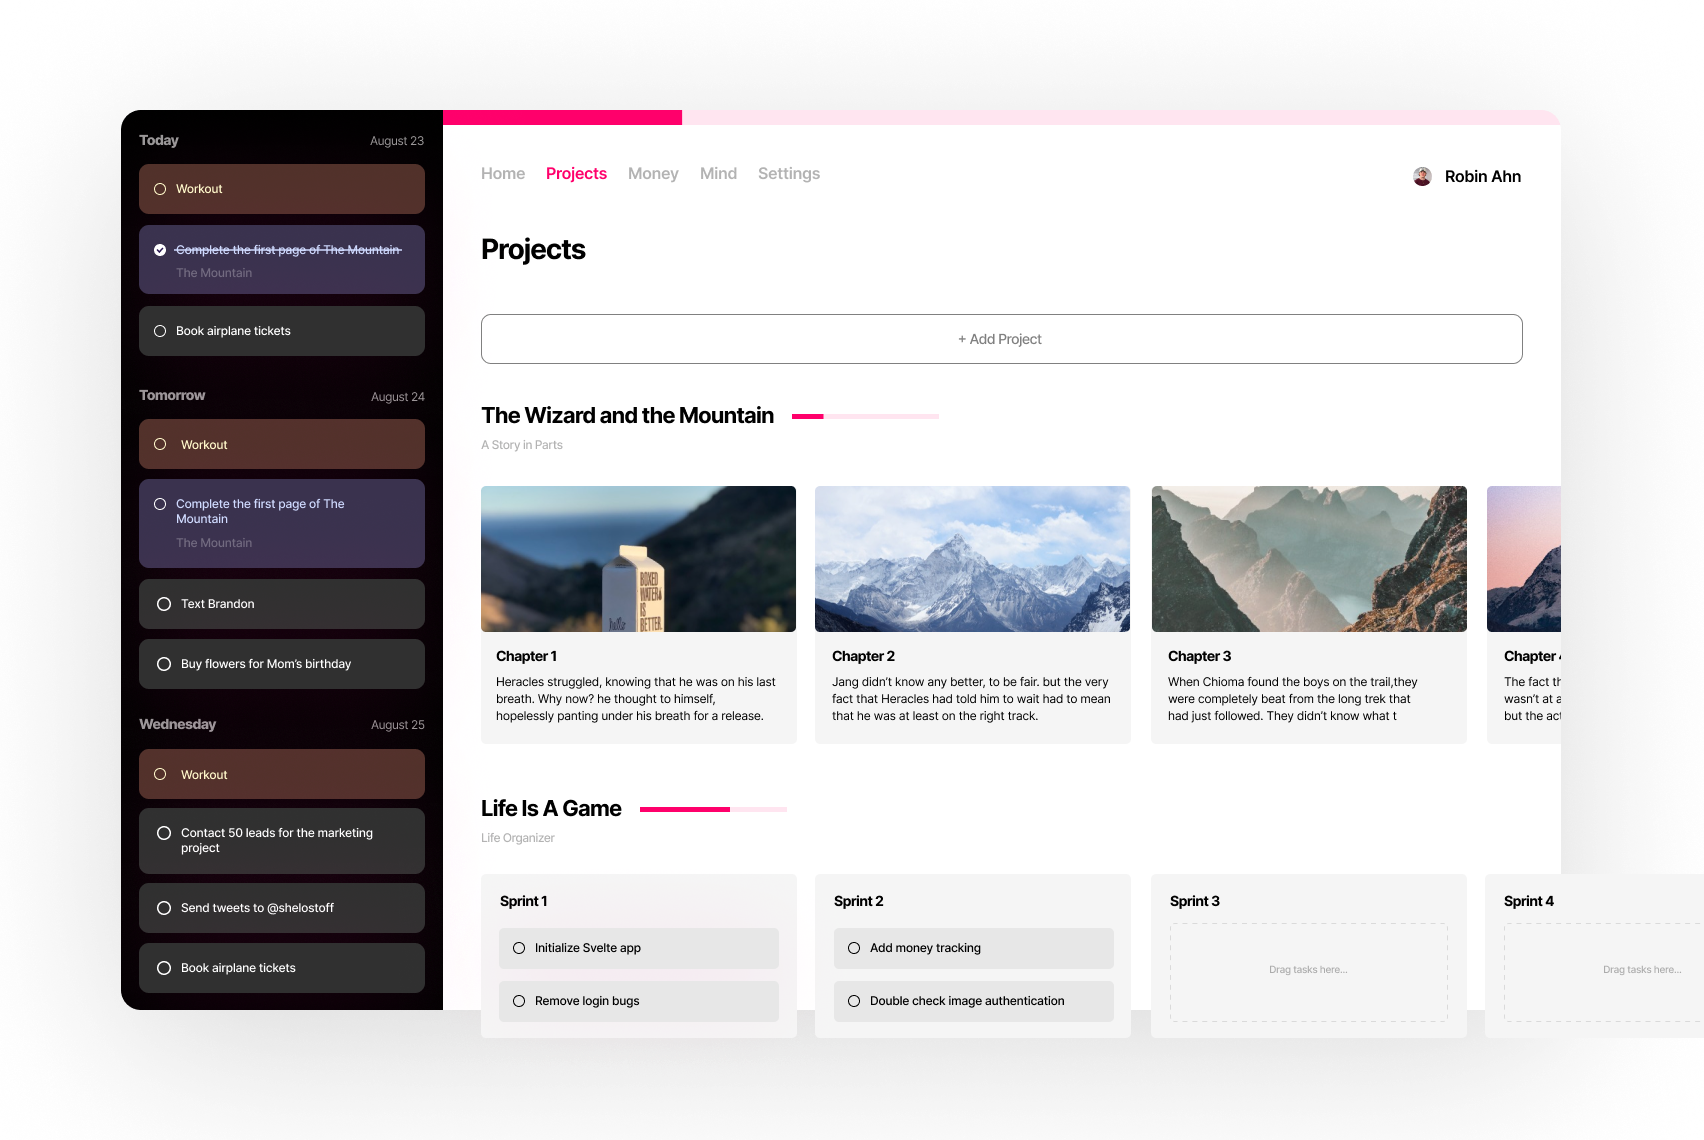 Today
August 23
Workout
Complete the first page of The Mountain
The Mountain
Book airplane tickets
Tomorrow
August 24
Workout
Complete the first page of The
Mountain
The Mountain
Text Brandon
Buy flowers for Mom's birthday
Wednesday
August 25
Workout
Contact 50 leads for the marketing
project
Send tweets to @shelostoff
Book airplane tickets
Home Projects Money Mind Settings
Robin Ahn
Projects
+ Add Project
The Wizard and the Mountain
A Story in Parts
BOXED
WATER
IS
BETTER.
Chapter 1
Heracles struggled, knowing that he was on his last
breath. Why now? he thought to himself,
hopelessly panting under his breath for a release.
Chapter 2
Jang didn't know any better, to be fair. but the very
fact that Heracles had told him to wait had to mean
that he was at least on the right track.
Chapter 3
When Chioma found the boys on the trail,they
were completely beat from the long trek that
had just followed. They didn't know what t
Chapter 4
The fact th
wasn't at a
but the act
Life Is A Game
Life Organizer
Sprint 1
Initialize Svelte app
Remove login bugs
Sprint 2
Add money tracking
Double check image authentication
Sprint 3
Drag tasks here...
Sprint 4
Drag tasks here...